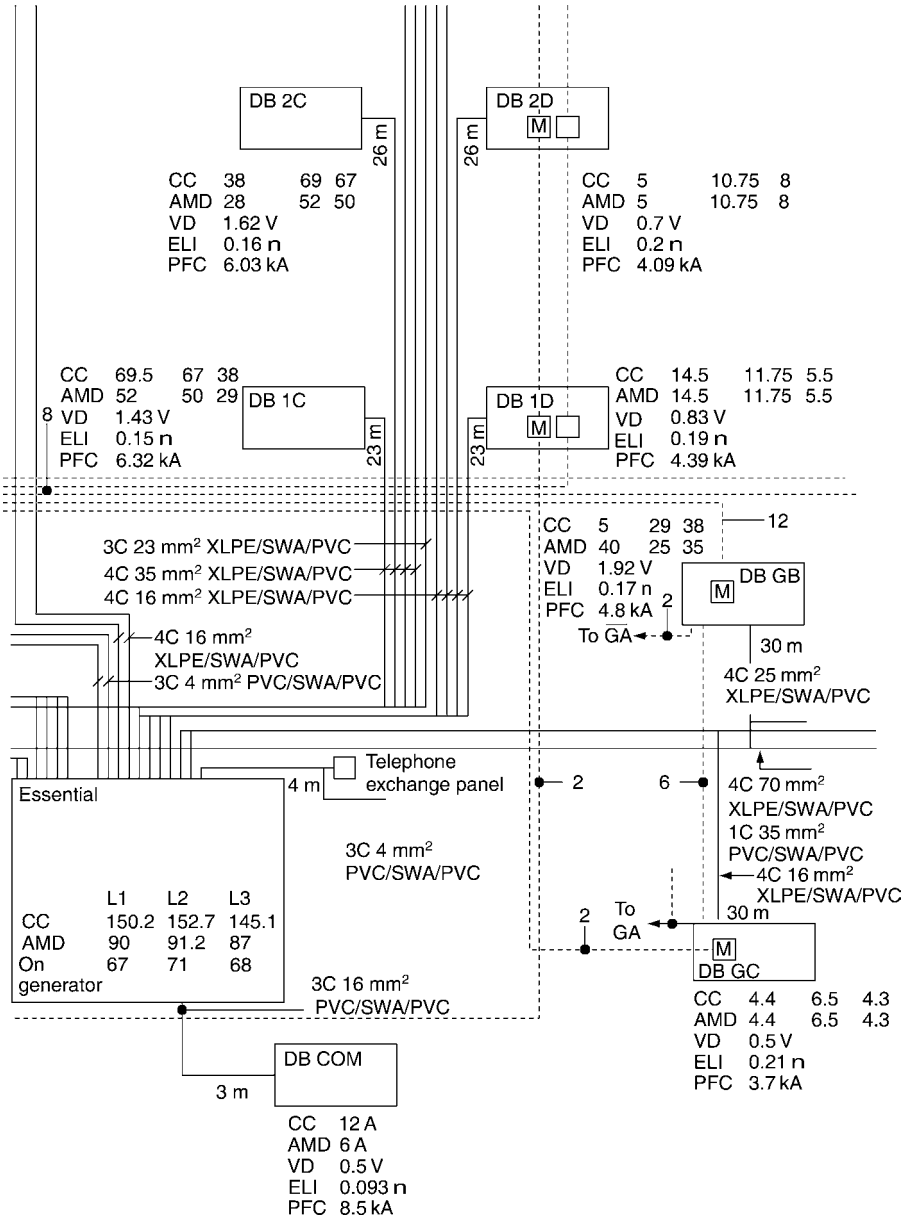 DB 2C
26 m
CC 38 69 67
AMD 28 52 50
VD 1.62 V
ELI 0.16 n
PFC 6.03 kA
DB 2D
M
26 m
CC 5 10.75 8
AMD 5 10.75 8
VD 0.7 V
ELI 0.2 n
PFC 4.09 kA
CC 69.5 67 38
AMD 52 50 29
VD 1.43 V
ELI 0.15 n
PFC 6.32 kA
8
DB 1C
23 m
DB 1D
M
23 m
CC 14.5 11.75 5.5
AMD 14.5 11.75 5.5
VD 0.83 V
ELI 0.19 n
PFC 4.39 kA
12
3C 23 mm² XLPE/SWA/PVC
4C 35 mm² XLPE/SWA/PVC
4C 16 mm² XLPE/SWA/PVC
CC 5 29 38
AMD 40 25 35
VD 1.92 V
ELI 0.17 n
PFC 4.8 kA
2
To GA
DB GB
M
30 m
4C 25 mm²
XLPE/SWA/PVC
4C 16 mm²
XLPE/SWA/PVC
3C 4 mm² PVC/SWA/PVC
4 m
Telephone
exchange panel
2
6
4C 70 mm²
XLPE/SWA/PVC
1C 35 mm²
PVC/SWA/PVC
4C 16 mm²
XLPE/SWA/PVC
3C 4 mm²
PVC/SWA/PVC
Essential
L1 L2 L3
CC 150.2 152.7 145.1
AMD 90 91.2 87
On 67 71 68
generator
2
To
GA
30 m
M
DB GC
CC 4.4 6.5 4.3
AMD 4.4 6.5 4.3
VD 0.5 V
ELI 0.21 n
PFC 3.7 kA
3C 16 mm²
PVC/SWA/PVC
DB COM
3 m
CC 12 A
AMD 6 A
VD 0.5 V
ELI 0.093 n
PFC 8.5 kA